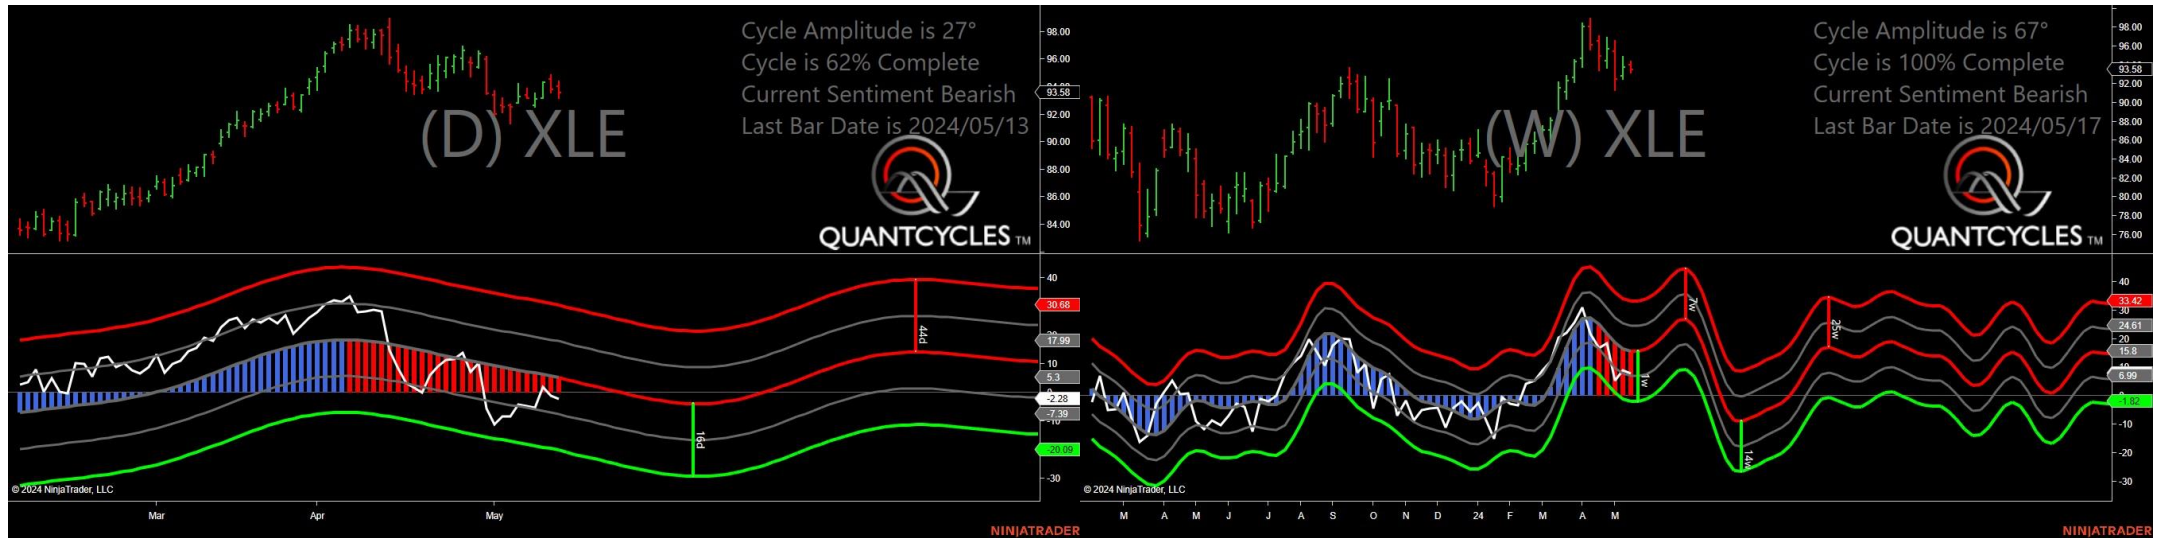 Cycle Amplitude is 27°
Cycle is 62% Complete
Current Sentiment Bearish
Last Bar Date is 2024/05/13
(D) XLE
QUANTCYCLES TM
98.00
96.00
93.58
92.00
90.00
88.00
86.00
84.00
40
30.68
17.99
10
5.3
-2.28
-7.39
-20.09
-30
44d
16d
© 2024 NinjaTrader, LLC
Mar
Apr
May
NINJATRADER
Cycle Amplitude is 67°
Cycle is 100% Complete
Current Sentiment Bearish
Last Bar Date is 2024/05/17
(W) XLE
QUANTCYCLES TM
98.00
96.00
93.58
92.00
90.00
88.00
86.00
84.00
82.00
80.00
78.00
76.00
40
33.42
30
24.61
20
15.8
6.99
-1.82
-10
-20
-30
7w
25w
1w
14w
© 2024 NinjaTrader, LLC
M A M J J A S O N D 24 F M A M
NINJATRADER